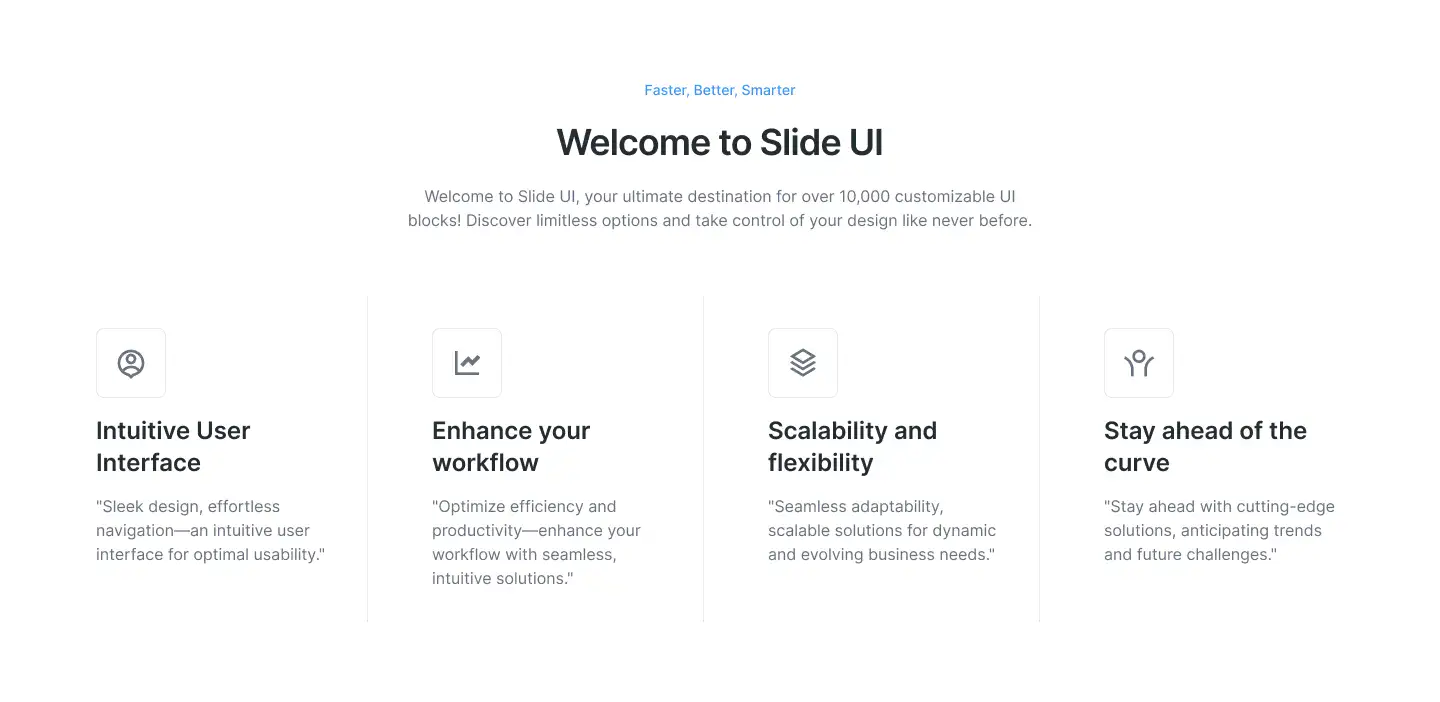 Faster, Better, Smarter
Welcome to Slide UI
Welcome to Slide UI, your ultimate destination for over 10,000 customizable UI
blocks! Discover limitless options and take control of your design like never before.
Intuitive User
Interface
"Sleek design, effortless
navigation—an intuitive user
interface for optimal usability."
Enhance your
workflow
"Optimize efficiency and
productivity—enhance your
workflow with seamless,
intuitive solutions."
Scalability and
flexibility
"Seamless adaptability,
scalable solutions for dynamic
and evolving business needs."
Stay ahead of the
curve
"Stay ahead with cutting-edge
solutions, anticipating trends
and future challenges."